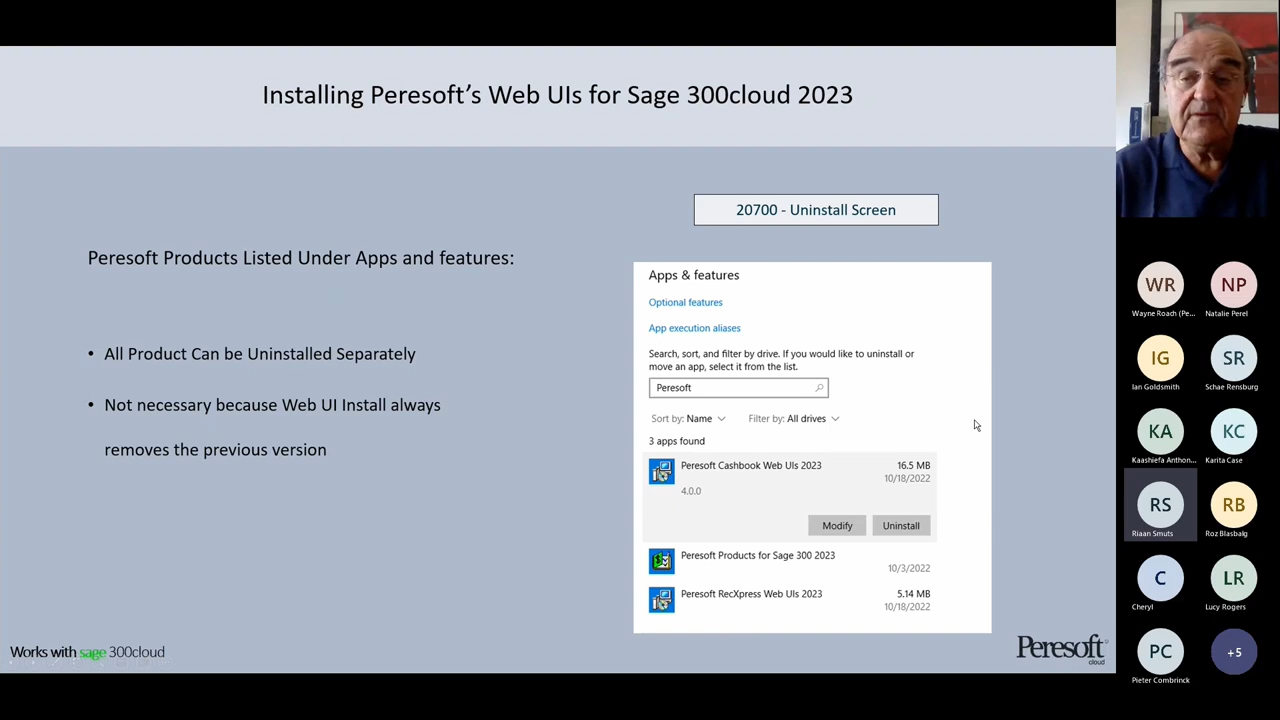 Installing Peresoft's Web UIs for Sage 300cloud 2023
20700 - Uninstall Screen
Peresoft Products Listed Under Apps and features:
• All Product Can be Uninstalled Separately
• Not necessary because Web UI Install always
removes the previous version
Apps & features
Optional features
App execution aliases
Search, sort, and filter by drive. If you would like to uninstall or
move an app, select it from the list.
Peresoft
Sort by: Name Filter by: All drives
3 apps found
Peresoft Cashbook Web UIs 2023 16.5 MB
10/18/2022
4.0.0
Modify Uninstall
Peresoft Products for Sage 300 2023
10/3/2022
Peresoft RecXpress Web UIs 2023 5.14 MB
10/18/2022
Works with sage 300cloud
Peresoft
cloud
WR NP
Wayne Roach (Pe... Natalie Perel
IG SR
Ian Goldsmith Schae Rensburg
KA KC
Kaashiefa Anthon... Karita Case
RS RB
Riaan Smuts Roz Blasbalg
C LR
Cheryl Lucy Rogers
PC +5
Pieter Combrinck